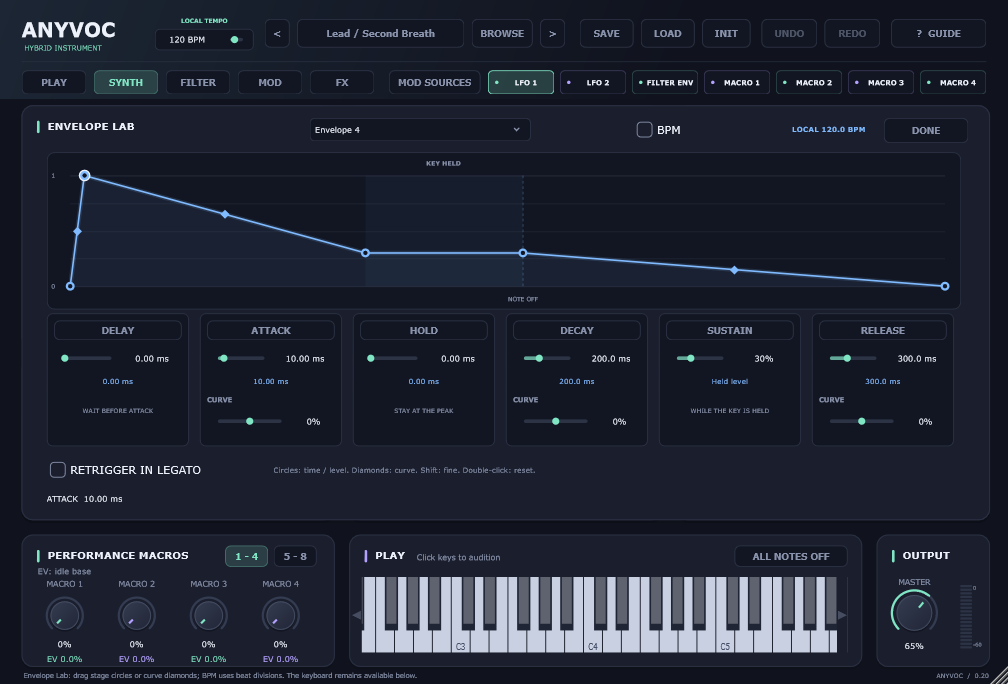 ANYVOC
HYBRID INSTRUMENT
LOCAL TEMPO
120 BPM
<
Lead / Second Breath
BROWSE
>
SAVE
LOAD
INIT
UNDO
REDO
? GUIDE
PLAY
SYNTH
FILTER
MOD
FX
MOD SOURCES
LFO 1
LFO 2
FILTER ENV
MACRO 1
MACRO 2
MACRO 3
MACRO 4
ENVELOPE LAB
Envelope 4
BPM
LOCAL 120.0 BPM
DONE
KEY HELD
1
0
NOTE OFF
DELAY
0.00 ms
0.00 ms
WAIT BEFORE ATTACK
ATTACK
10.00 ms
10.00 ms
CURVE
0%
HOLD
0.00 ms
0.00 ms
STAY AT THE PEAK
DECAY
200.0 ms
200.0 ms
CURVE
0%
SUSTAIN
30%
Held level
WHILE THE KEY IS HELD
RELEASE
300.0 ms
300.0 ms
CURVE
0%
RETRIGGER IN LEGATO
Circles: time / level. Diamonds: curve. Shift: fine. Double-click: reset.
ATTACK 10.00 ms
PERFORMANCE MACROS
1 - 4
5 - 8
EV: idle base
MACRO 1
MACRO 2
MACRO 3
MACRO 4
0%
0%
0%
0%
EV 0.0%
EV 0.0%
EV 0.0%
EV 0.0%
PLAY
Click keys to audition
ALL NOTES OFF
C3
C4
C5
OUTPUT
MASTER
0
-60
65%
Envelope Lab: drag stage circles or curve diamonds; BPM uses beat divisions. The keyboard remains available below.
ANYVOC / 0.20